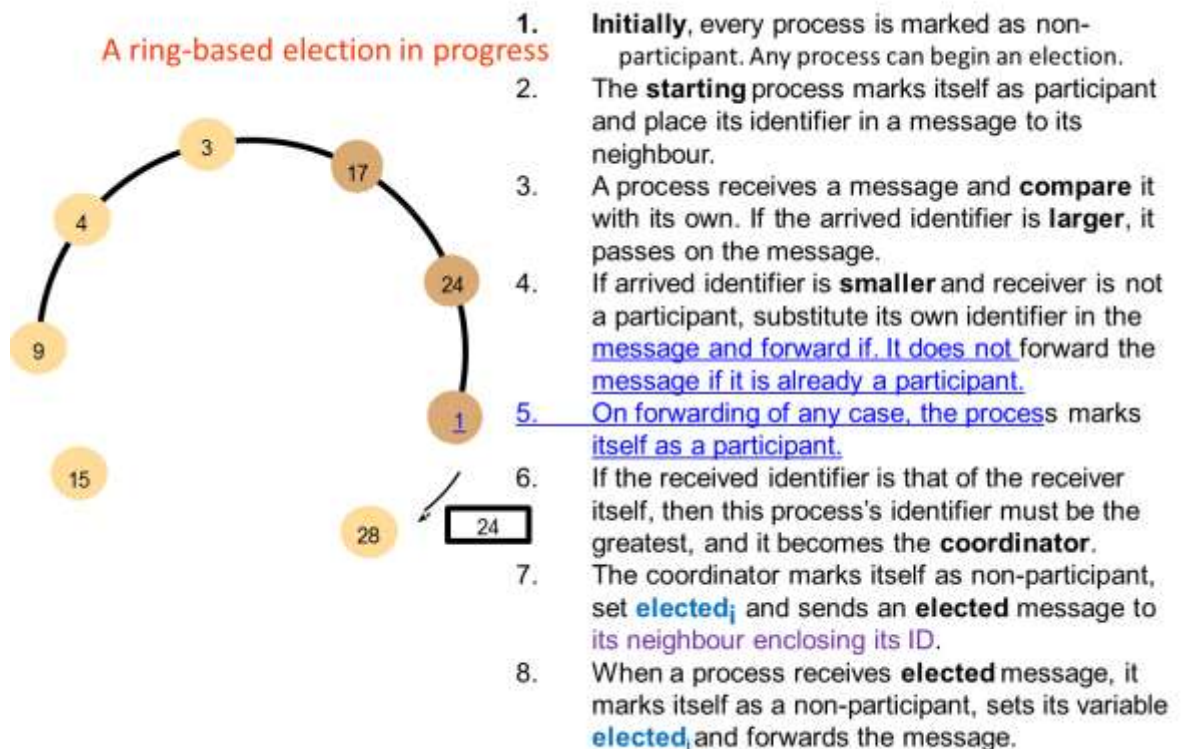 A ring-based election in progress
3
17
4
24
9
1
15
28
24
1. Initially, every process is marked as non-
participant. Any process can begin an election.
2. The starting process marks itself as participant
and place its identifier in a message to its
neighbour.
3. A process receives a message and compare it
with its own. If the arrived identifier is larger, it
passes on the message.
4. If arrived identifier is smaller and receiver is not
a participant, substitute its own identifier in the
message and forward if. It does not forward the
message if it is already a participant.
5. On forwarding of any case, the process marks
itself as a participant.
6. If the received identifier is that of the receiver
itself, then this process's identifier must be the
greatest, and it becomes the coordinator.
7. The coordinator marks itself as non-participant,
set electedi and sends an elected message to
its neighbour enclosing its ID.
8. When a process receives elected message, it
marks itself as a non-participant, sets its variable
electedi and forwards the message.